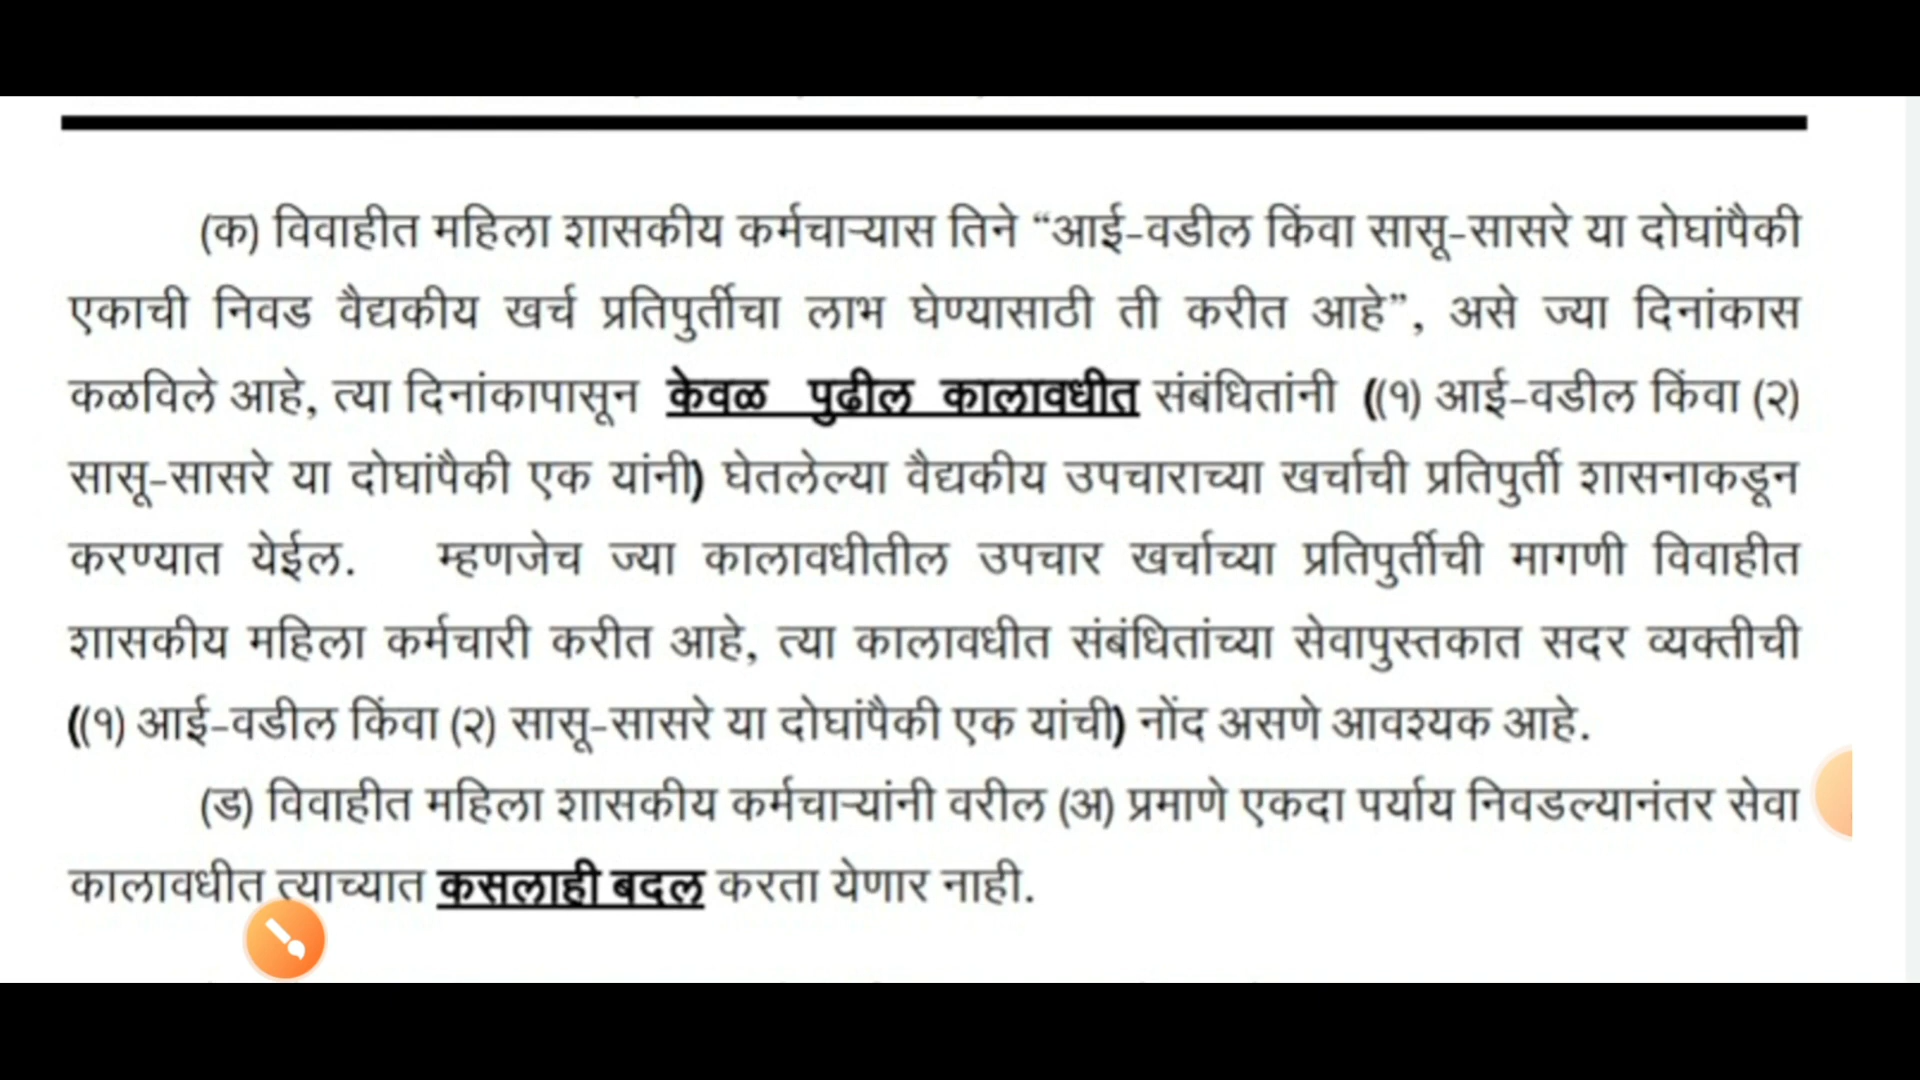 (क) विवाहीत महिला शासकीय कर्मचाऱ्यास तिने “आई-वडील किंवा सासू-सासरे या दोघांपैकी
एकाची निवड वैद्यकीय खर्च प्रतिपुर्तीचा लाभ घेण्यासाठी ती करीत आहे”, असे ज्या दिनांकास
कळविले आहे, त्या दिनांकापासून केवळ पुढील कालावधीत संबंधितांनी ((१) आई-वडील किंवा (२)
सासू-सासरे या दोघांपैकी एक यांनी) घेतलेल्या वैद्यकीय उपचाराच्या खर्चाची प्रतिपुर्ती शासनाकडून
करण्यात येईल. म्हणजेच ज्या कालावधीतील उपचार खर्चाच्या प्रतिपुर्तीची मागणी विवाहीत
शासकीय महिला कर्मचारी करीत आहे, त्या कालावधीत संबंधितांच्या सेवापुस्तकात सदर व्यक्तीची
((१) आई-वडील किंवा (२) सासू-सासरे या दोघांपैकी एक यांची) नोंद असणे आवश्यक आहे.
(ड) विवाहीत महिला शासकीय कर्मचाऱ्यांनी वरील (अ) प्रमाणे एकदा पर्याय निवडल्यानंतर सेवा
कालावधीत त्याच्यात कसलाही बदल करता येणार नाही.